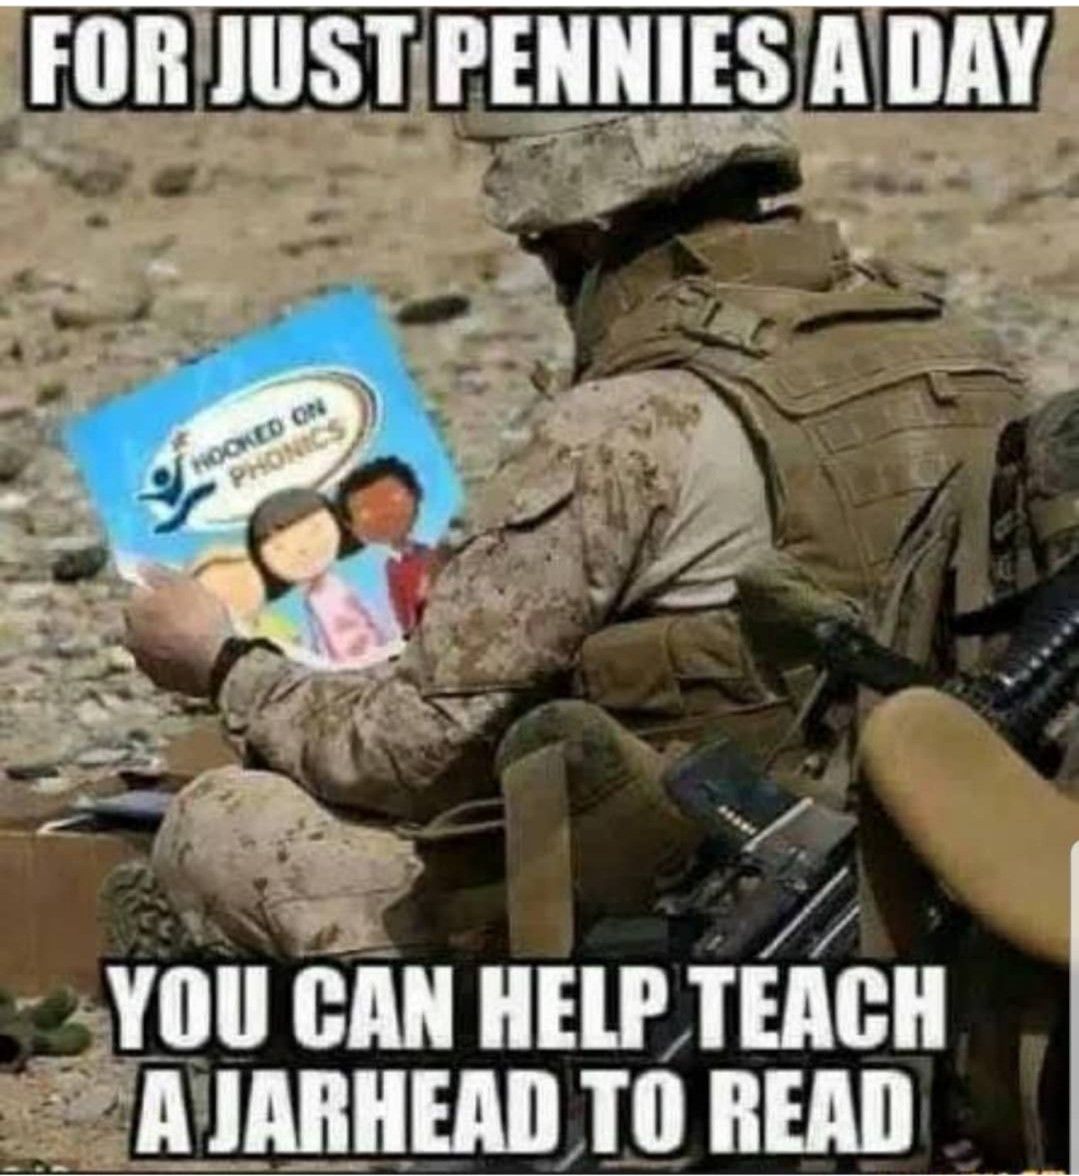 FOR JUST PENNIES A DAY
HOOKED ON
PHONICS
YOU CAN HELP TEACH
A JARHEAD TO READ